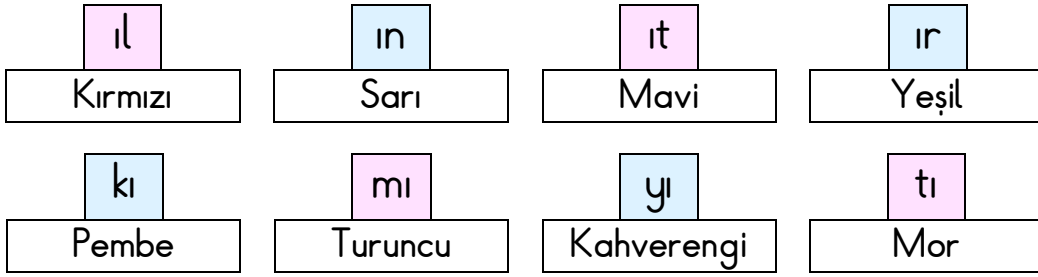 ıl ın ıt ır
Kırmızı Sarı Mavi Yeşil
kı mı yı tı
Pembe Turuncu Kahverengi Mor